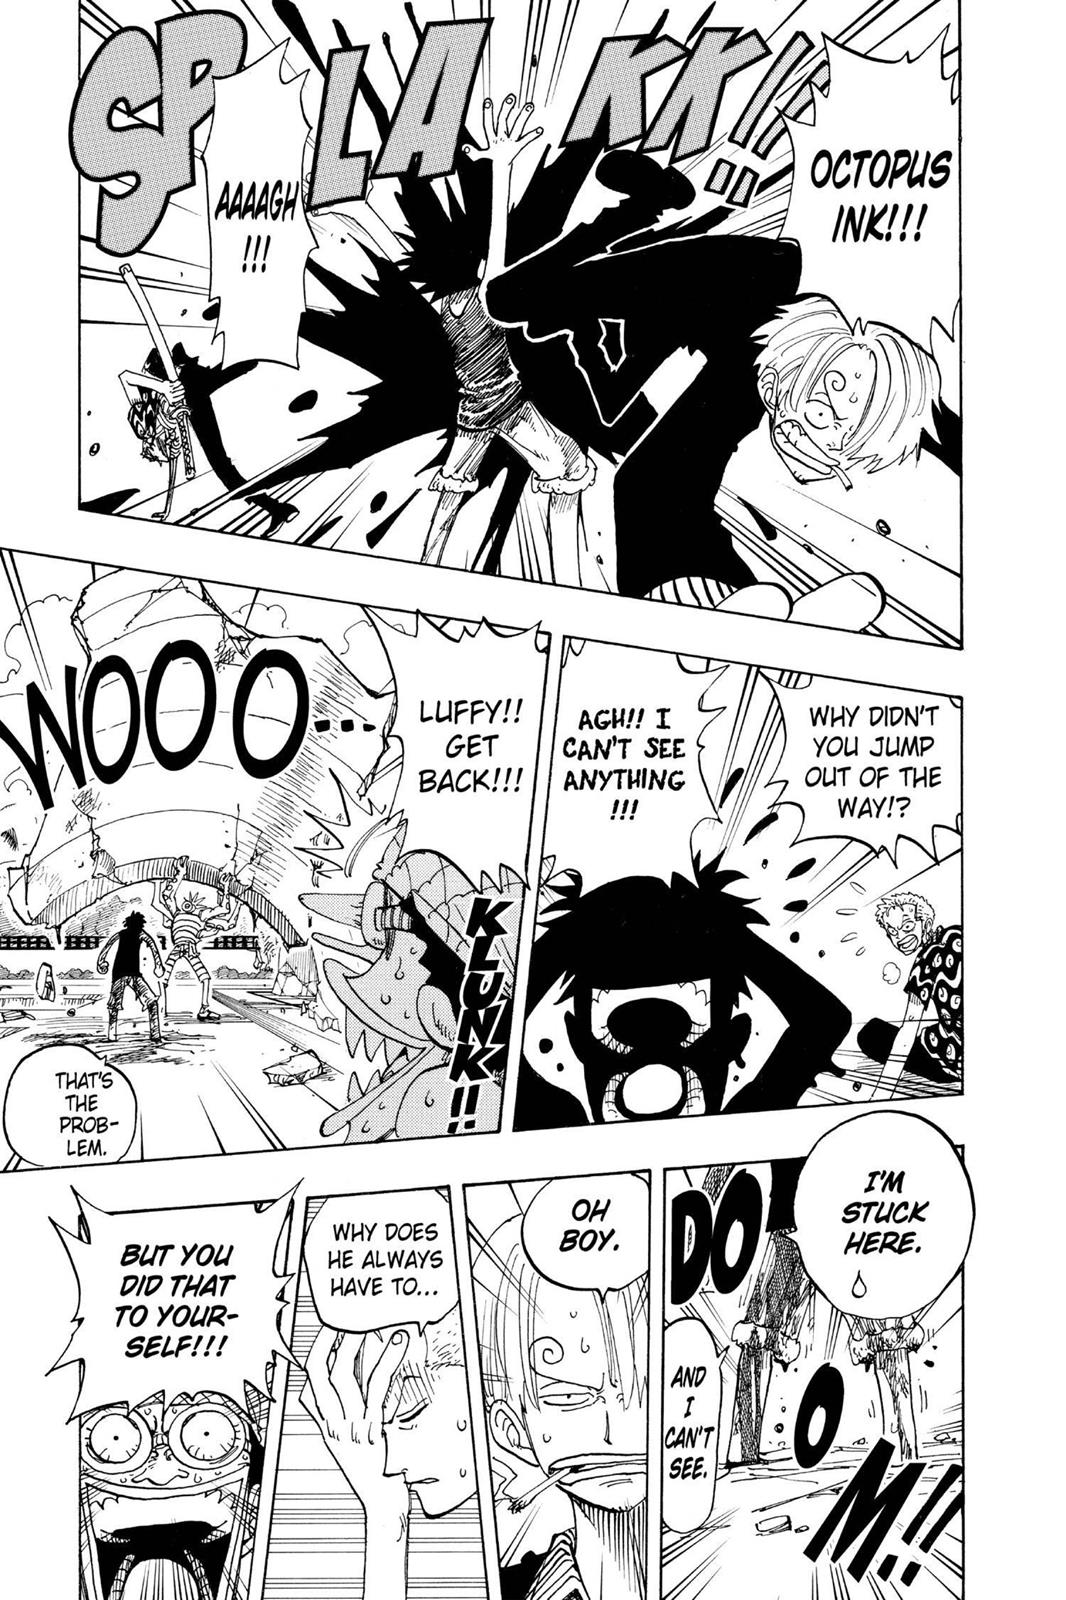 OCTOPUS
INK!!!
SPLAKK!!
AAAAGH
!!!
WHY DIDN'T
YOU JUMP
OUT OF THE
WAY!?
AGH!! I
CAN'T SEE
ANYTHING
!!!
LUFFY!!
GET
BACK!!!
KLUNK!!
WOOO...
THAT'S
THE
PROB-
LEM.
I'M
STUCK
HERE.
DOOM!!
AND
I
CAN'T
SEE.
OH
BOY.
WHY DOES
HE ALWAYS
HAVE TO...
BUT YOU
DID THAT
TO YOUR-
SELF!!!